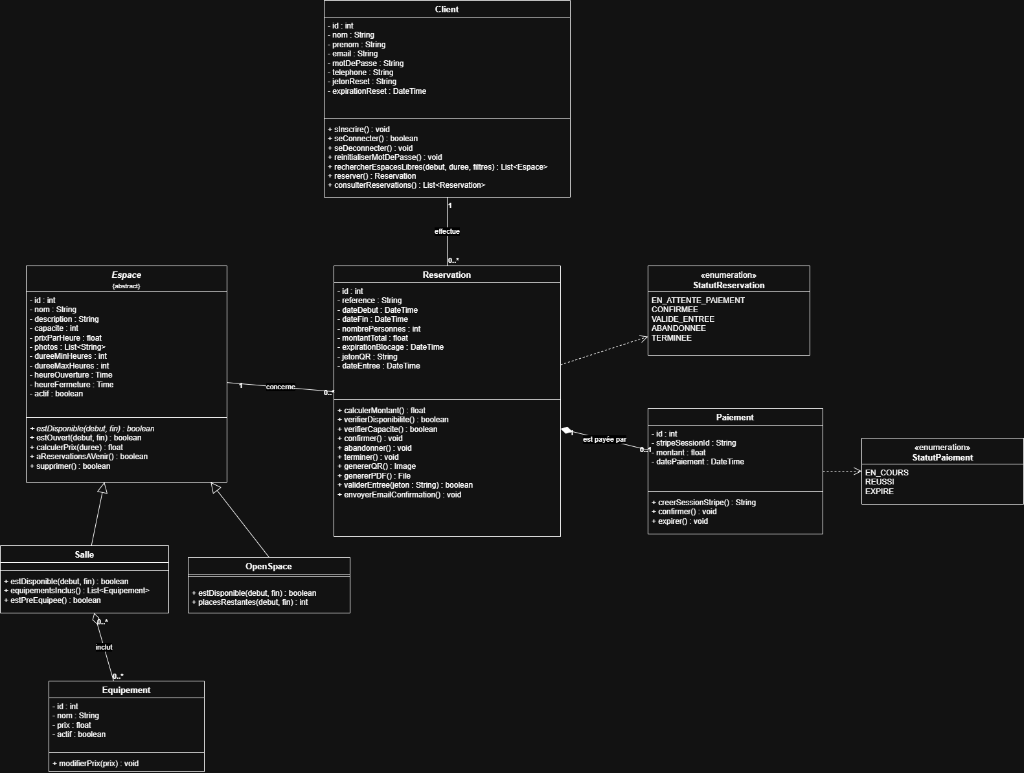 Client
- id : int
- nom : String
- prenom : String
- email : String
- motDePasse : String
- telephone : String
- jetonReset : String
- expirationReset : DateTime
+ sInscrire() : void
+ seConnecter() : boolean
+ seDeconnecter() : void
+ reinitialiserMotDePasse() : void
+ rechercherEspacesLibres(debut, duree, filtres) : List<Espace>
+ reserver() : Reservation
+ consulterReservations() : List<Reservation>
1
effectue
0..*
Espace
{abstract}
- id : int
- nom : String
- description : String
- capacite : int
- prixParHeure : float
- photos : List<String>
- dureeMinHeures : int
- dureeMaxHeures : int
- heureOuverture : Time
- heureFermeture : Time
- actif : boolean
+ estDisponible(debut, fin) : boolean
+ estOuvert(debut, fin) : boolean
+ calculerPrix(duree) : float
+ aReservationsAVenir() : boolean
+ supprimer() : boolean
1
concerne
0..*
Reservation
- id : int
- reference : String
- dateDebut : DateTime
- dateFin : DateTime
- nombrePersonnes : int
- montantTotal : float
- expirationBlocage : DateTime
- jetonQR : String
- dateEntree : DateTime
+ calculerMontant() : float
+ verifierDisponibilite() : boolean
+ verifierCapacite() : boolean
+ confirmer() : void
+ abandonner() : void
+ terminer() : void
+ genererQR() : Image
+ genererPDF() : File
+ validerEntree(jeton : String) : boolean
+ envoyerEmailConfirmation() : void
«enumeration»
StatutReservation
EN_ATTENTE_PAIEMENT
CONFIRMEE
VALIDE_ENTREE
ABANDONNEE
TERMINEE
1
est payée par
0..1
Paiement
- id : int
- stripeSessionId : String
- montant : float
- datePaiement : DateTime
+ creerSessionStripe() : String
+ confirmer() : void
+ expirer() : void
«enumeration»
StatutPaiement
EN_COURS
REUSSI
EXPIRE
Salle
+ estDisponible(debut, fin) : boolean
+ equipementsInclus() : List<Equipement>
+ estPreEquipee() : boolean
OpenSpace
+ estDisponible(debut, fin) : boolean
+ placesRestantes(debut, fin) : int
0..*
inclut
0..*
Equipement
- id : int
- nom : String
- prix : float
- actif : boolean
+ modifierPrix(prix) : void